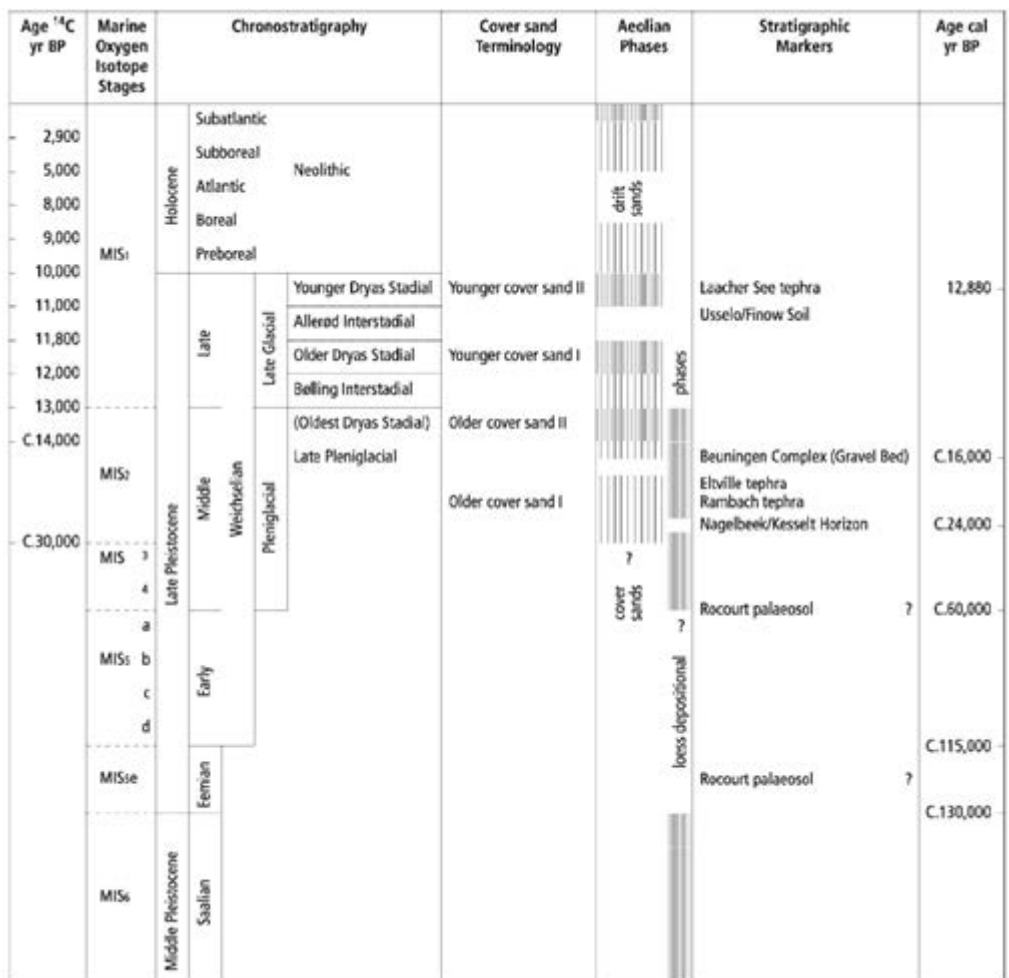 Age 14C yr BP
Marine Oxygen Isotope Stages
Chronostratigraphy
Cover sand Terminology
Aeolian Phases
Stratigraphic Markers
Age cal yr BP
Subatlantic
2,900
Subboreal
5,000
Neolithic
Atlantic
8,000
Holocene
drift sands
Boreal
9,000
MIS1
Preboreal
10,000
Younger Dryas Stadial
Younger cover sand II
Laacher See tephra
12,880
11,000
Usselo/Finow Soil
Allerød Interstadial
11,800
Late
Late Glacial
Older Dryas Stadial
Younger cover sand I
12,000
Bølling Interstadial
13,000
(Oldest Dryas Stadial)
Older cover sand II
C.14,000
Late Pleniglacial
Beuningen Complex (Gravel Bed)
C.16,000
MIS2
Eltville tephra
Middle
Weichselian
Pleniglacial
Older cover sand I
Rambach tephra
Nagelbeek/Kesselt Horizon
C.24,000
C.30,000
Late Pleistocene
MIS 3
?
4
cover sands
Rocourt palaeosol ?
C.60,000
a
?
MIS5 b
Early
c
d
loess depositional phases
C.115,000
MIS5e
Eemian
Rocourt palaeosol ?
C.130,000
MIS6
Middle Pleistocene
Saalian